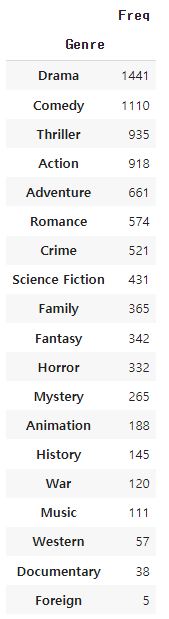 Freq
Genre
Drama 1441
Comedy 1110
Thriller 935
Action 918
Adventure 661
Romance 574
Crime 521
Science Fiction 431
Family 365
Fantasy 342
Horror 332
Mystery 265
Animation 188
History 145
War 120
Music 111
Western 57
Documentary 38
Foreign 5